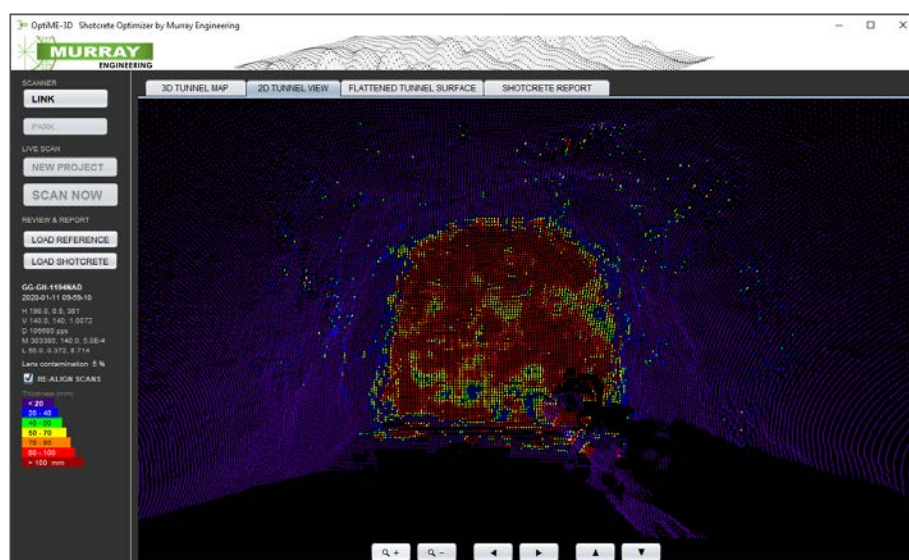 OptiME-3D Shotcrete Optimizer by Murray Engineering
MURRAY
ENGINEERING
SCANNER
LINK
PARK
LIVE SCAN
NEW PROJECT
SCAN NOW
REVIEW & REPORT
LOAD REFERENCE
LOAD SHOTCRETE
3D TUNNEL MAP
2D TUNNEL VIEW
FLATTENED TUNNEL SURFACE
SHOTCRETE REPORT
GG-GH-1194NAD
2020-01-11 09-59-10
H 190.0, 0.5, 381
V 140.0, 140, 1.0072
D 106680 pps
M 303380, 140.0, 5.0E-4
L 50.0, 0.372, 8.714
Lens contamination 5 %
RE-ALIGN SCANS
Thickness (mm)
< 20
20 - 40
40 - 50
50 - 70
70 - 80
80 - 100
> 100 mm